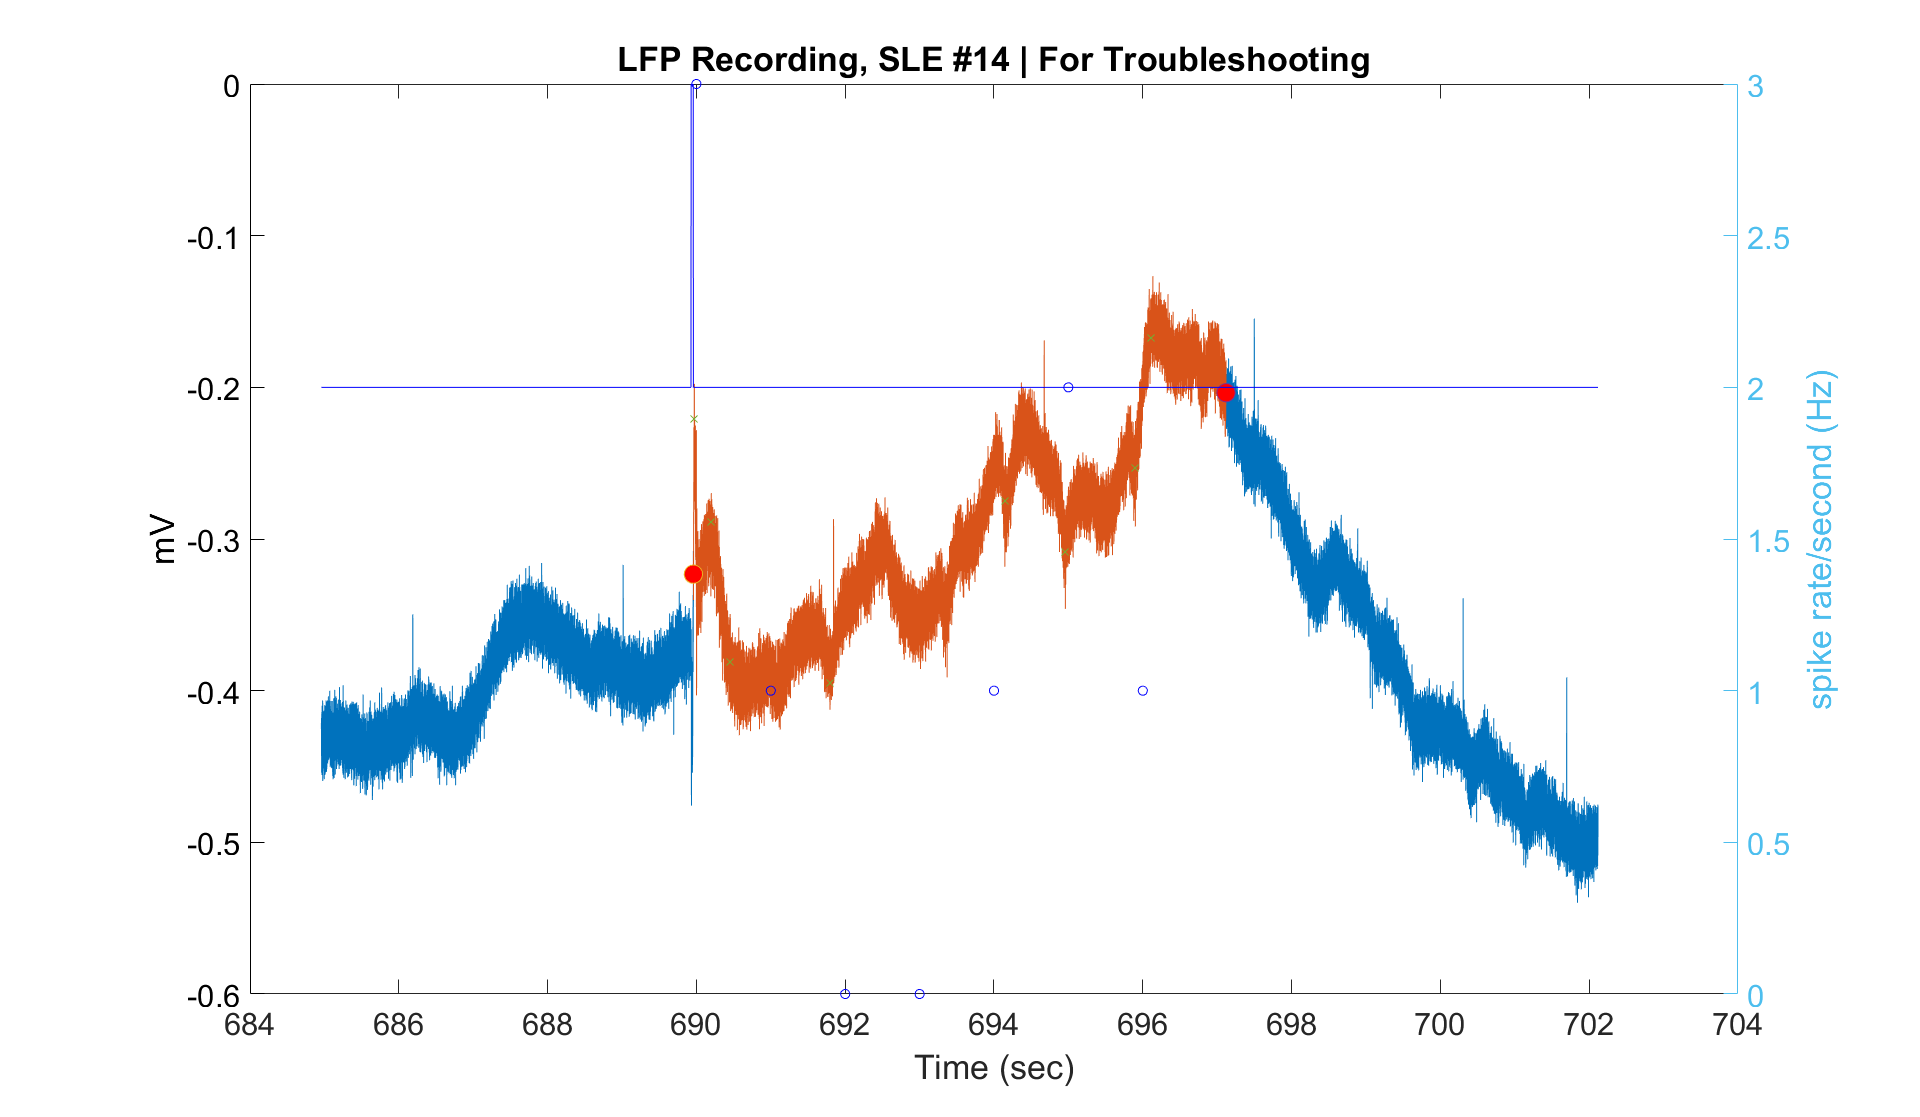 LFP Recording, SLE #14 | For Troubleshooting
0
-0.1
-0.2
-0.3
-0.4
-0.5
-0.6
mV
3
2.5
2
1.5
1
0.5
0
spike rate/second (Hz)
684 686 688 690 692 694 696 698 700 702 704
Time (sec)